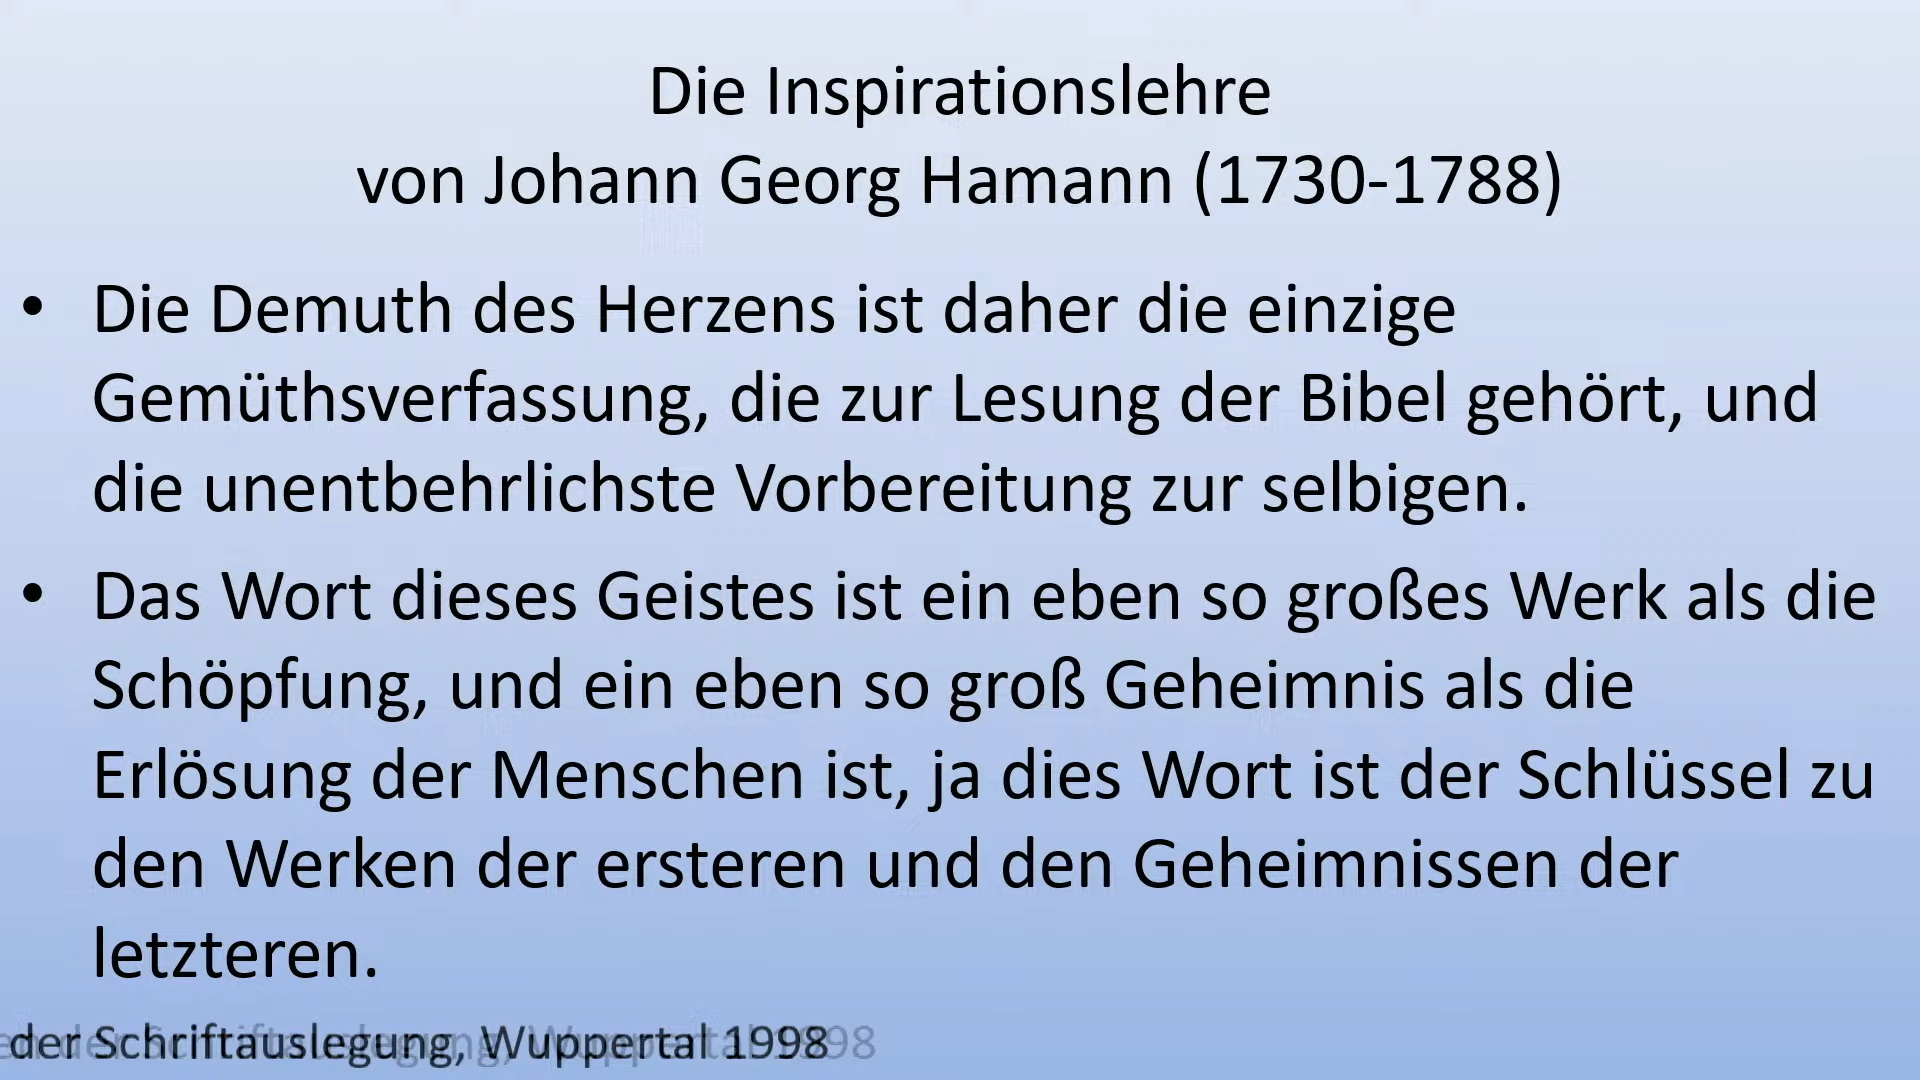 Die Inspirationslehre
von Johann Georg Hamann (1730-1788)
• Die Demuth des Herzens ist daher die einzige
Gemüthsverfassung, die zur Lesung der Bibel gehört, und
die unentbehrlichste Vorbereitung zur selbigen.
• Das Wort dieses Geistes ist ein eben so großes Werk als die
Schöpfung, und ein eben so groß Geheimnis als die
Erlösung der Menschen ist, ja dies Wort ist der Schlüssel zu
den Werken der ersteren und den Geheimnissen der
letzteren.
der Schriftauslegung, Wuppertal 1998